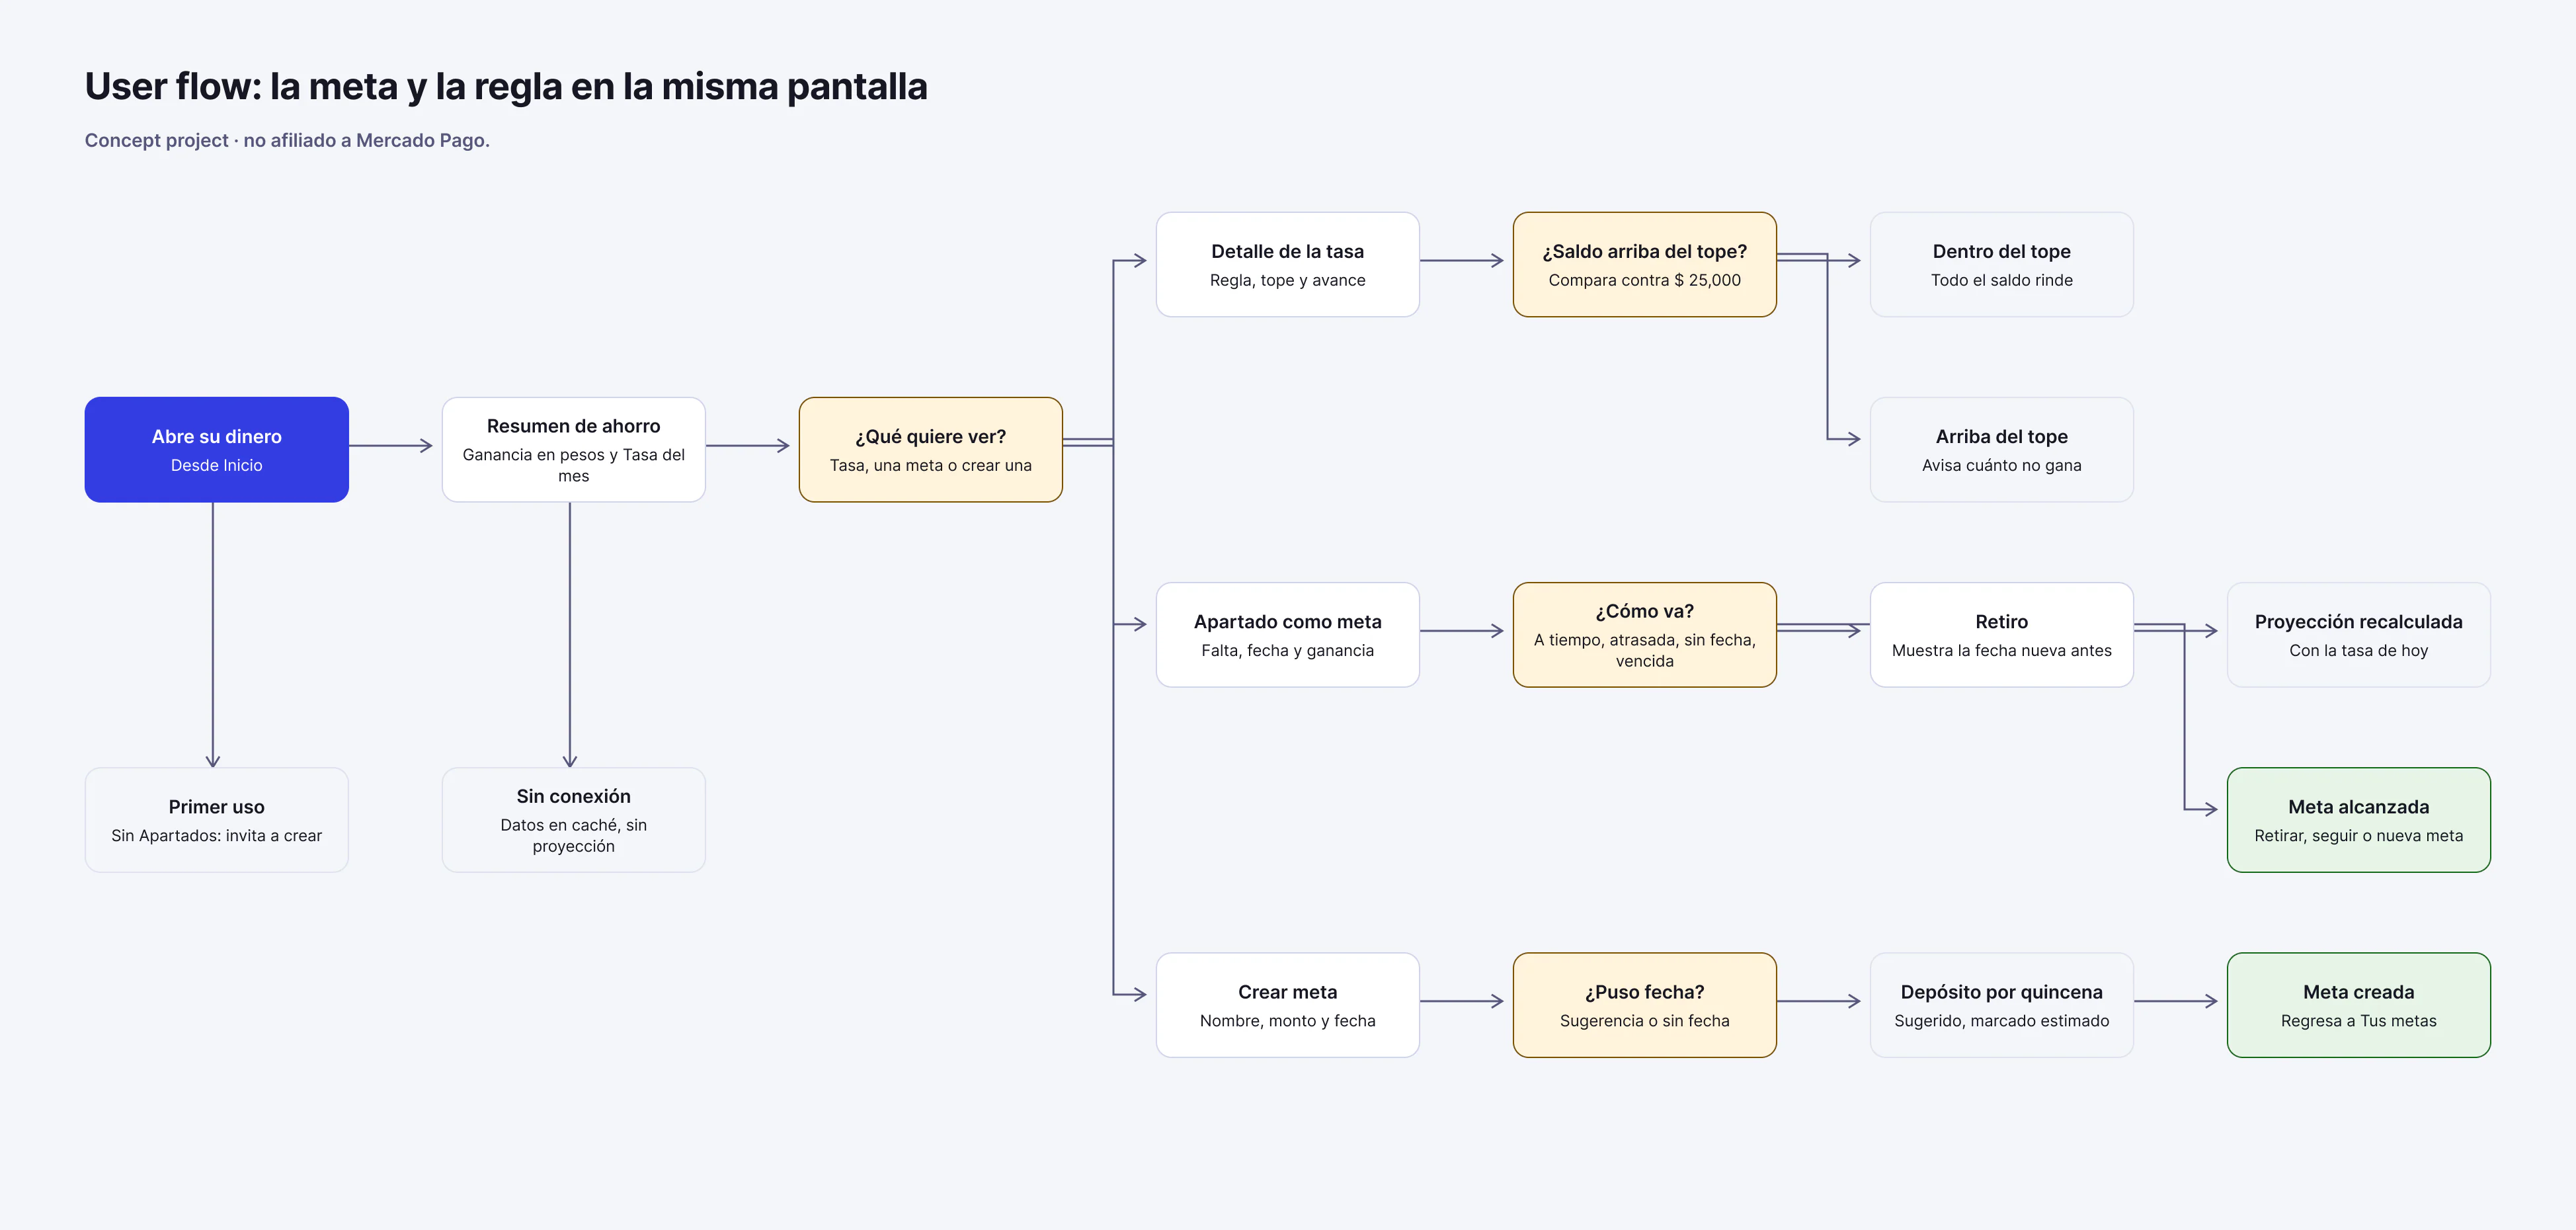 User flow: la meta y la regla en la misma pantalla
Concept project · no afiliado a Mercado Pago.
Detalle de la tasa
Regla, tope y avance
¿Saldo arriba del tope?
Compara contra $ 25,000
Dentro del tope
Todo el saldo rinde
Abre su dinero
Desde Inicio
Resumen de ahorro
Ganancia en pesos y Tasa del
mes
¿Qué quiere ver?
Tasa, una meta o crear una
Arriba del tope
Avisa cuánto no gana
Apartado como meta
Falta, fecha y ganancia
¿Cómo va?
A tiempo, atrasada, sin fecha,
vencida
Retiro
Muestra la fecha nueva antes
Proyección recalculada
Con la tasa de hoy
Primer uso
Sin Apartados: invita a crear
Sin conexión
Datos en caché, sin
proyección
Meta alcanzada
Retirar, seguir o nueva meta
Crear meta
Nombre, monto y fecha
¿Puso fecha?
Sugerencia o sin fecha
Depósito por quincena
Sugerido, marcado estimado
Meta creada
Regresa a Tus metas